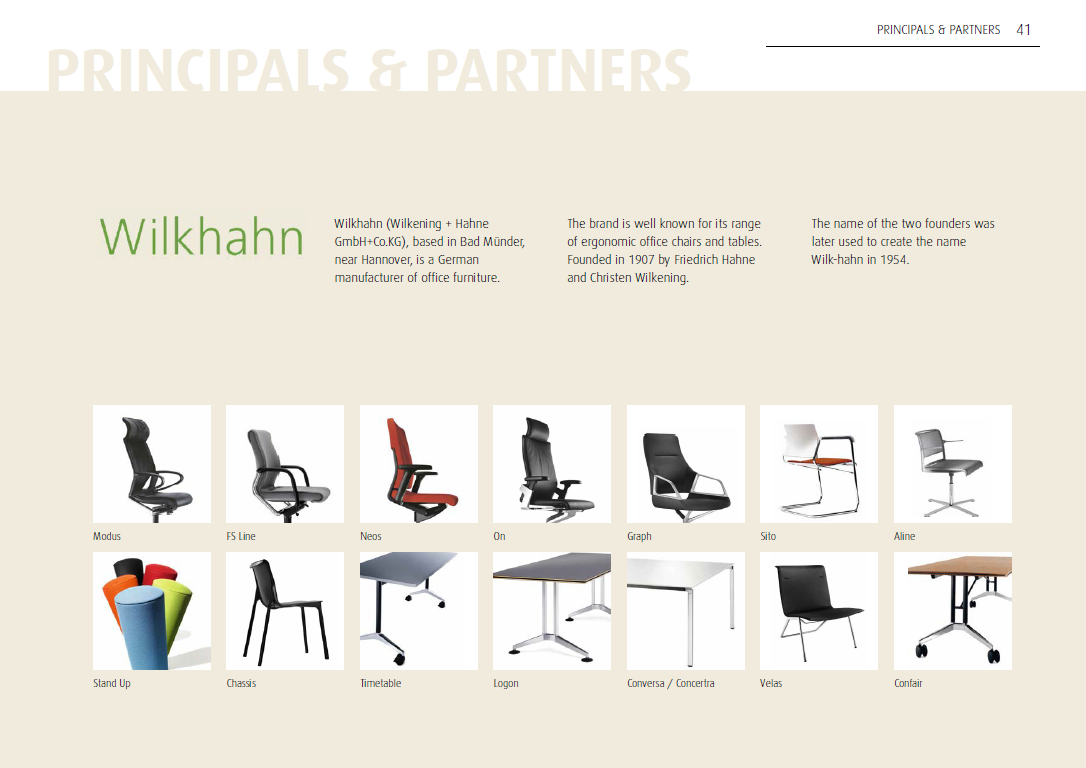 PRINCIPALS & PARTNERS 41
PRINCIPALS & PARTNERS
Wilkhahn
Wilkhahn (Wilkening + Hahne
GmbH+Co.KG), based in Bad Münder,
near Hannover, is a German
manufacturer of office furniture.
The brand is well known for its range
of ergonomic office chairs and tables.
Founded in 1907 by Friedrich Hahne
and Christen Wilkening.
The name of the two founders was
later used to create the name
Wilk-hahn in 1954.
Modus
FS Line
Neos
On
Graph
Sito
Aline
Stand Up
Chassis
Timetable
Logon
Conversa / Concertra
Velas
Confair